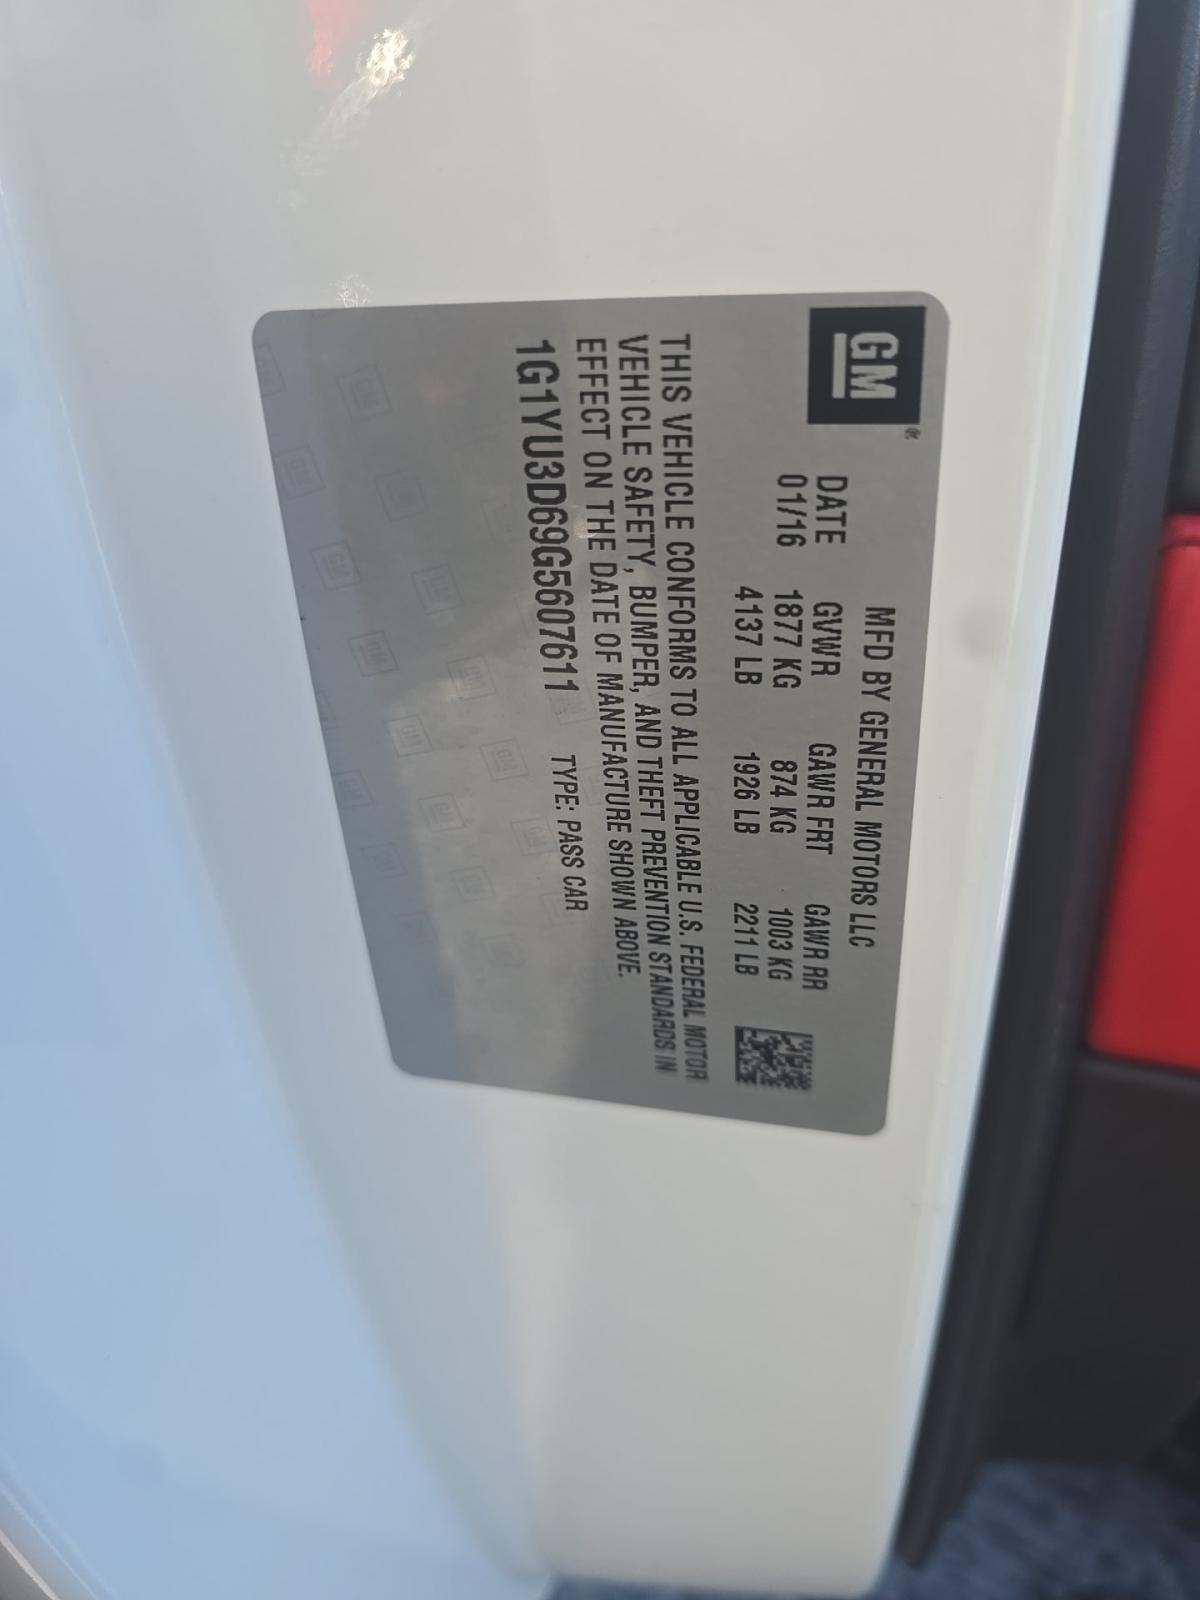 GM®
MFD BY GENERAL MOTORS LLC
DATE GVWR GAWR FRT GAWR RR
01/16 1877 KG 874 KG 1003 KG
4137 LB 1926 LB 2211 LB
THIS VEHICLE CONFORMS TO ALL APPLICABLE U.S. FEDERAL MOTOR
VEHICLE SAFETY, BUMPER, AND THEFT PREVENTION STANDARDS IN
EFFECT ON THE DATE OF MANUFACTURE SHOWN ABOVE.
1G1YU3D69G5607611 TYPE: PASS CAR